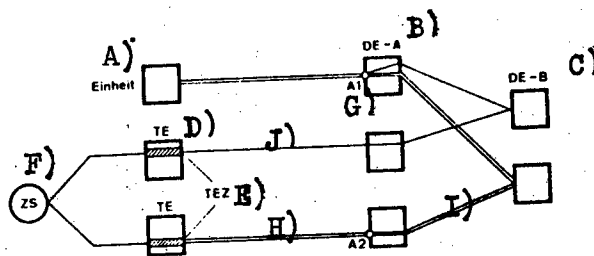 A)
Einheit
DE-A
B)
A1
G)
DE-B
C)
TE
D)
J)
F)
ZS
TEZ
E)
TE
H)
A2
I)